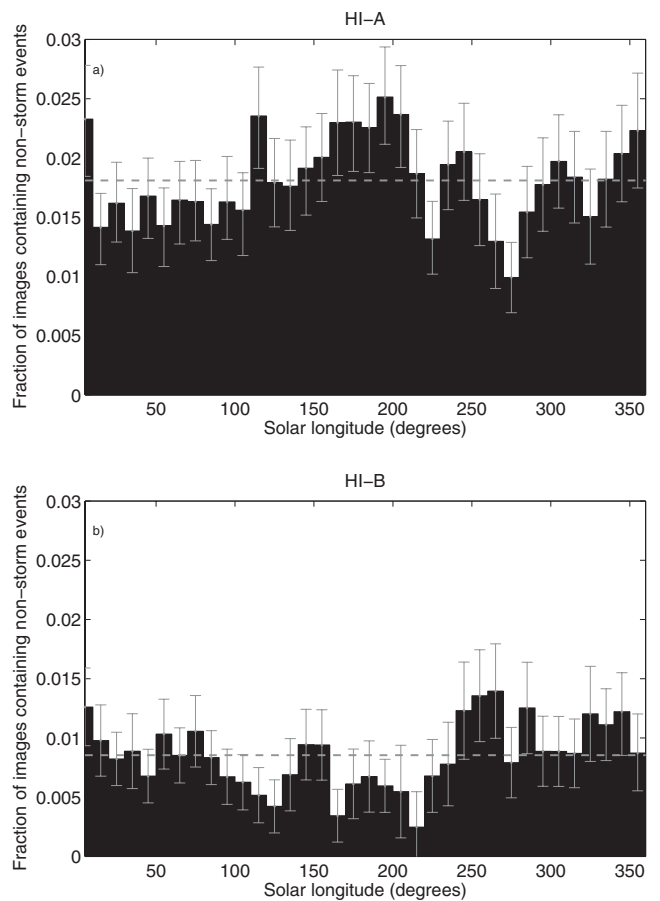 HI–A
a)
0.03
0.025
0.02
0.015
0.01
0.005
0
Fraction of images containing non−storm events
50 100 150 200 250 300 350
Solar longitude (degrees)
HI−B
b)
0.03
0.025
0.02
0.015
0.01
0.005
0
Fraction of images containing non−storm events
50 100 150 200 250 300 350
Solar longitude (degrees)